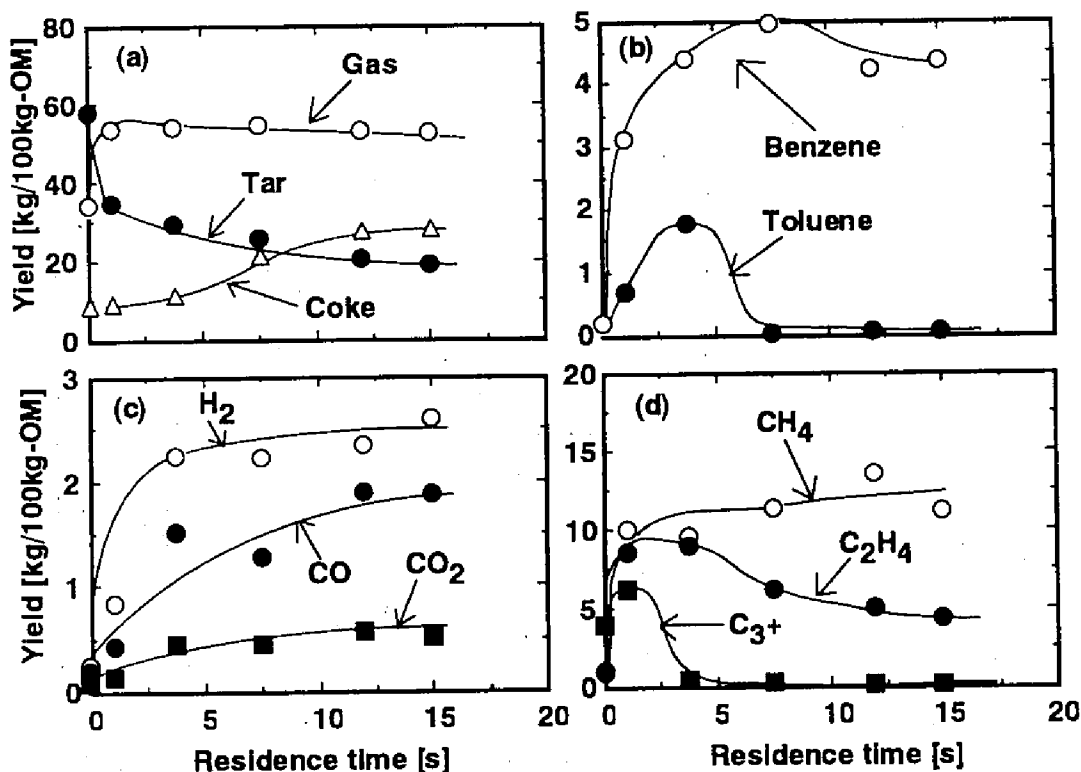 Yield [kg/100kg-OM]
80
60
40
20
0
(a)
Gas
Tar
Coke
5
4
3
2
1
0
(b)
Benzene
Toluene
Yield [kg/100kg-OM]
3
2
1
0
(c)
H2
CO
CO2
0
5
10
15
20
Residence time [s]
20
15
10
5
0
(d)
CH4
C2H4
C3+
0
5
10
15
20
Residence time [s]